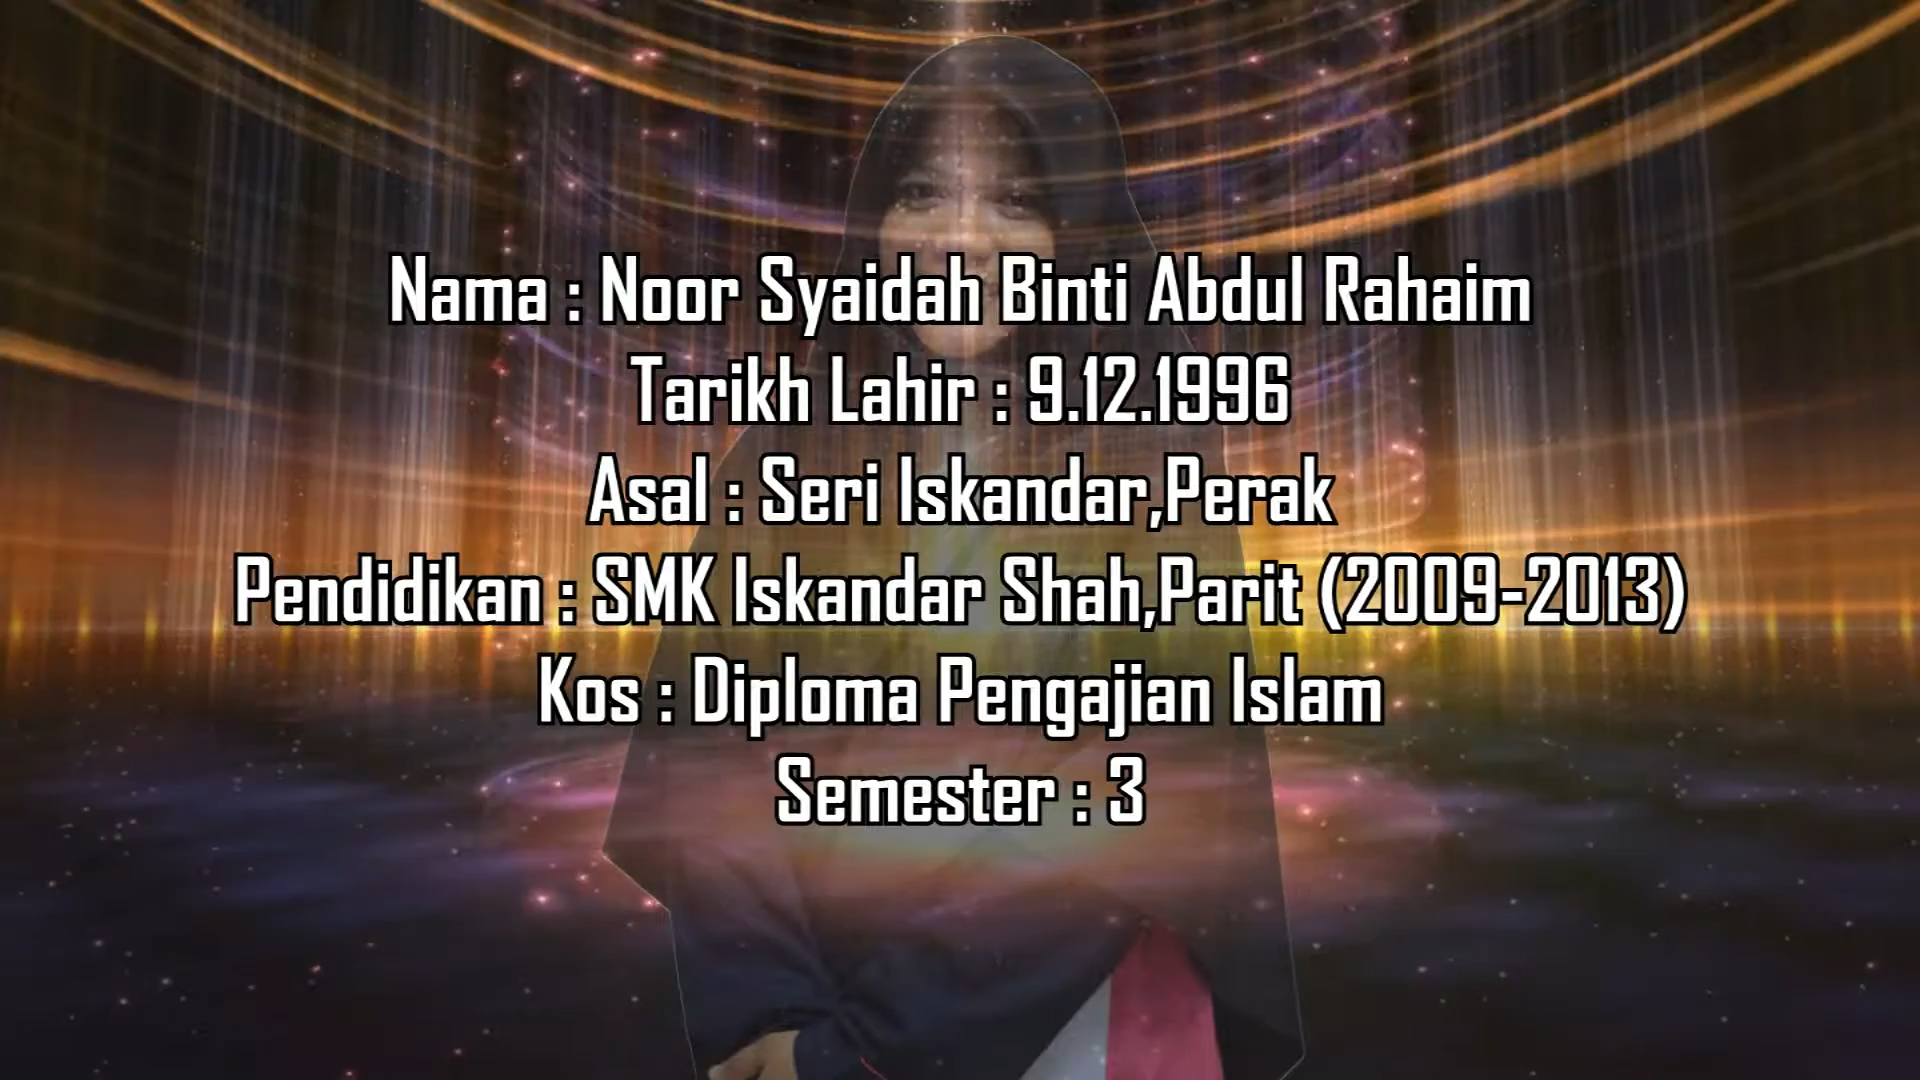 Nama : Noor Syaidah Binti Abdul Rahaim
Tarikh Lahir : 9.12.1996
Asal : Seri Iskandar,Perak
Pendidikan : SMK Iskandar Shah,Parit (2009-2013)
Kos : Diploma Pengajian Islam
Semester : 3